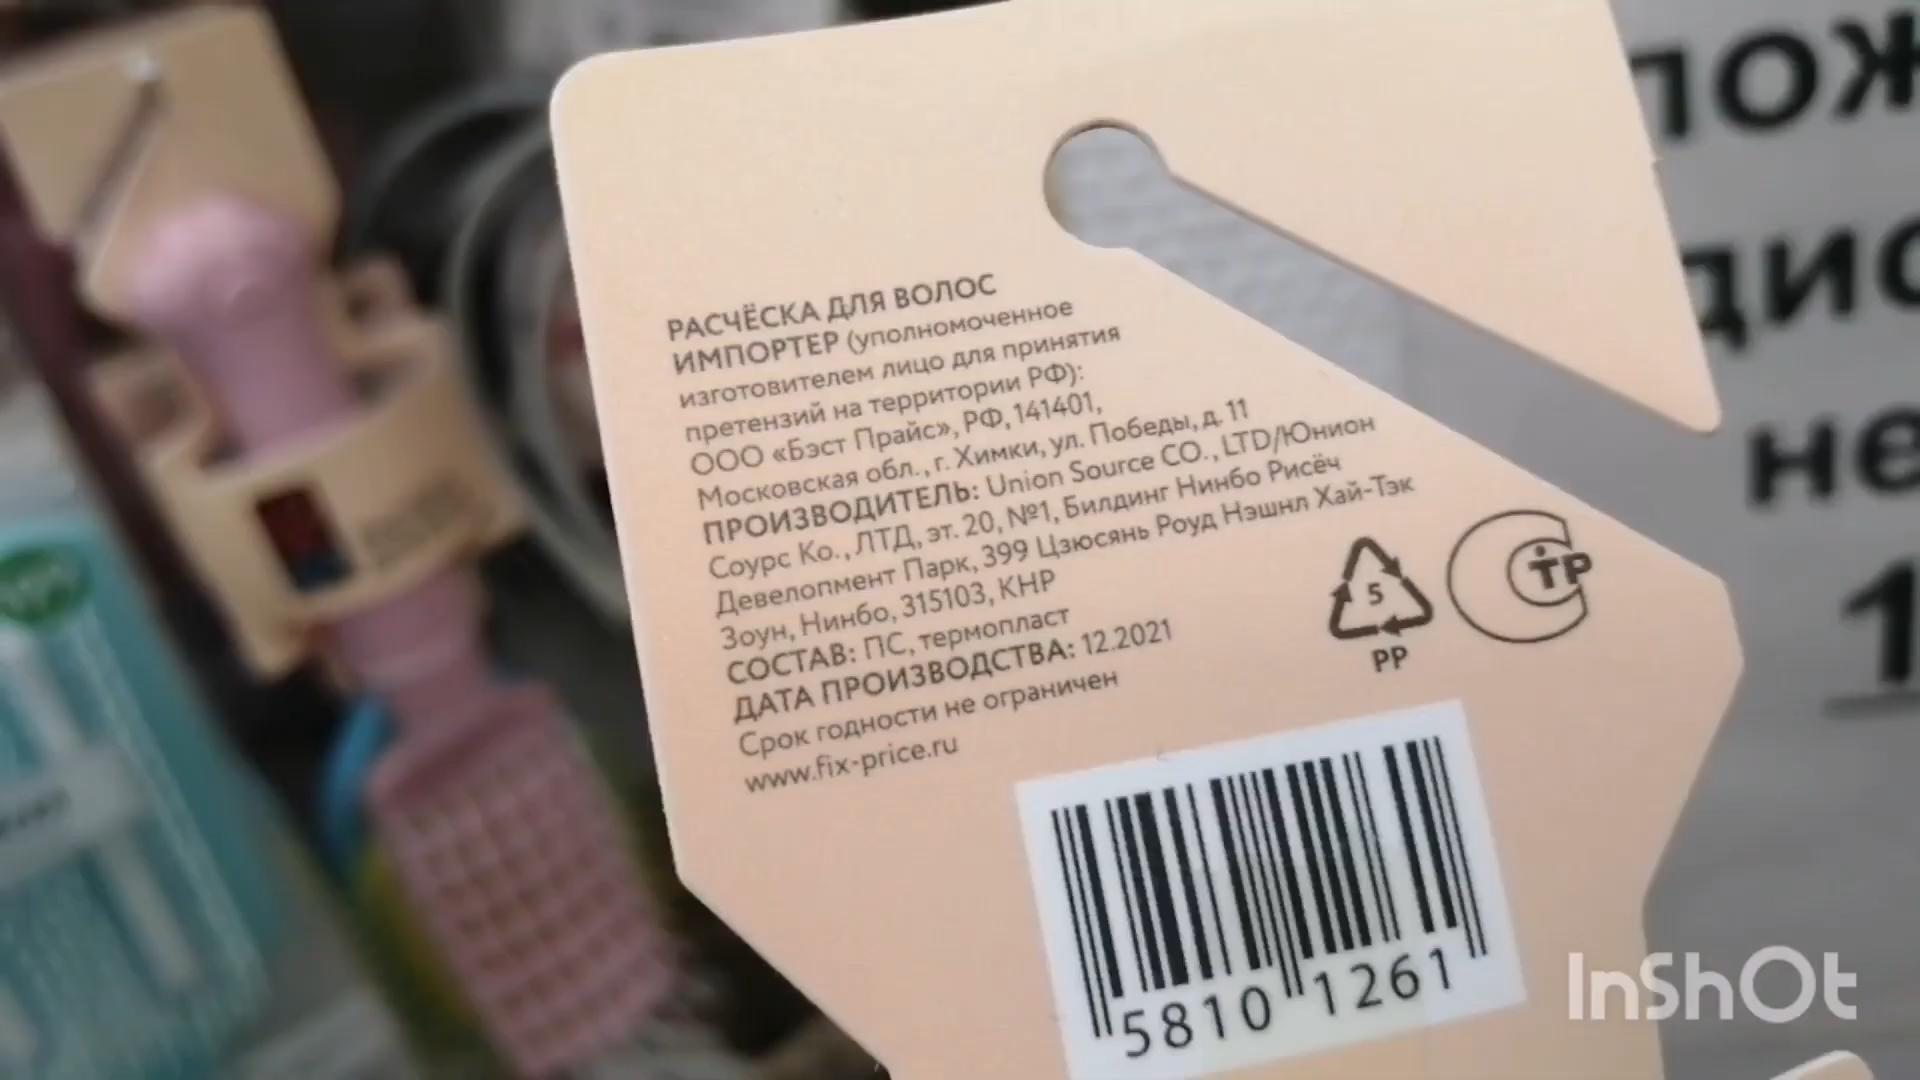 РАСЧЁСКА ДЛЯ ВОЛОС
ИМПОРТЕР (уполномоченное
изготовителем лицо для принятия
претензий на территории РФ):
ООО «Бэст Прайс», РФ, 141401,
Московская обл., г. Химки, ул. Победы, д. 11
ПРОИЗВОДИТЕЛЬ: Union Source CO., LTD/Юнион
Соурс Ко., ЛТД, эт. 20, №1, Билдинг Нинбо Рисёч
Девелопмент Парк, 399 Цзюсянь Роуд Нэшнл Хай-Тэк
Зоун, Нинбо, 315103, КНР
СОСТАВ: ПС, термопласт
ДАТА ПРОИЗВОДСТВА: 12.2021
Срок годности не ограничен
www.fix-price.ru
5
PP
СТР
5810 1261
не
1
InShOt